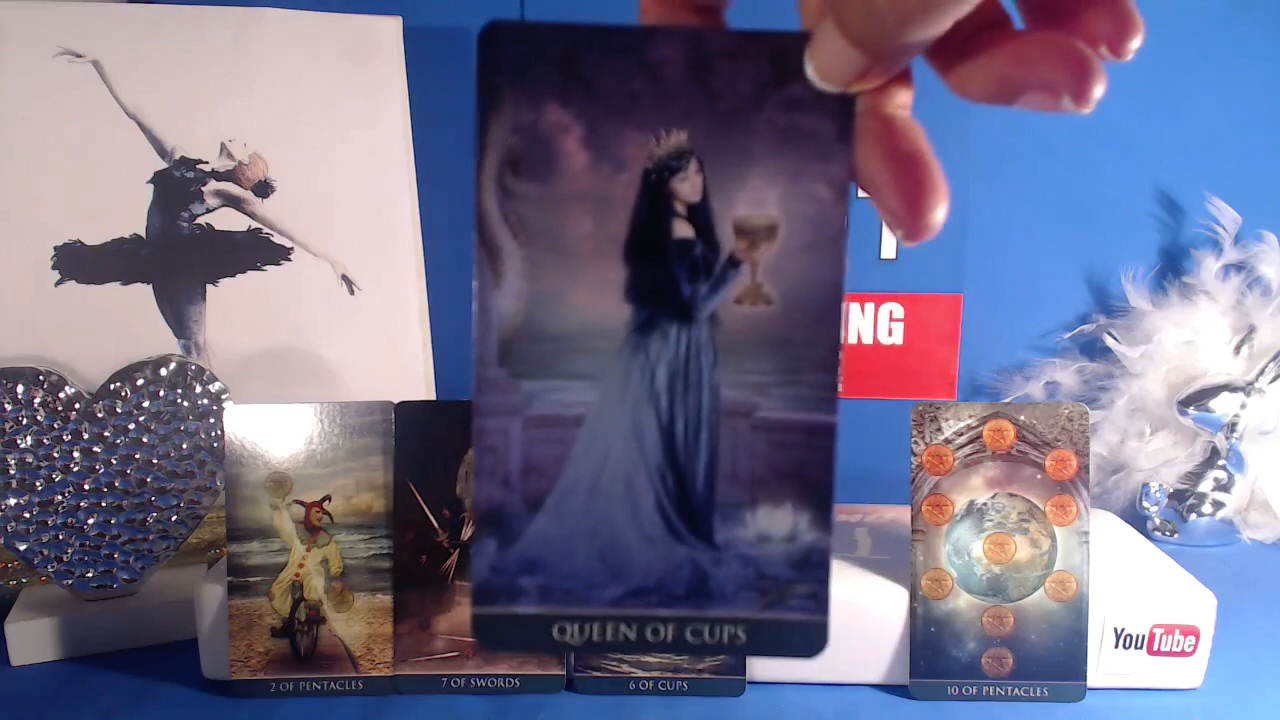 NG
QUEEN OF CUPS
2 OF PENTACLES
7 OF SWORDS
6 OF CUPS
10 OF PENTACLES
YouTube